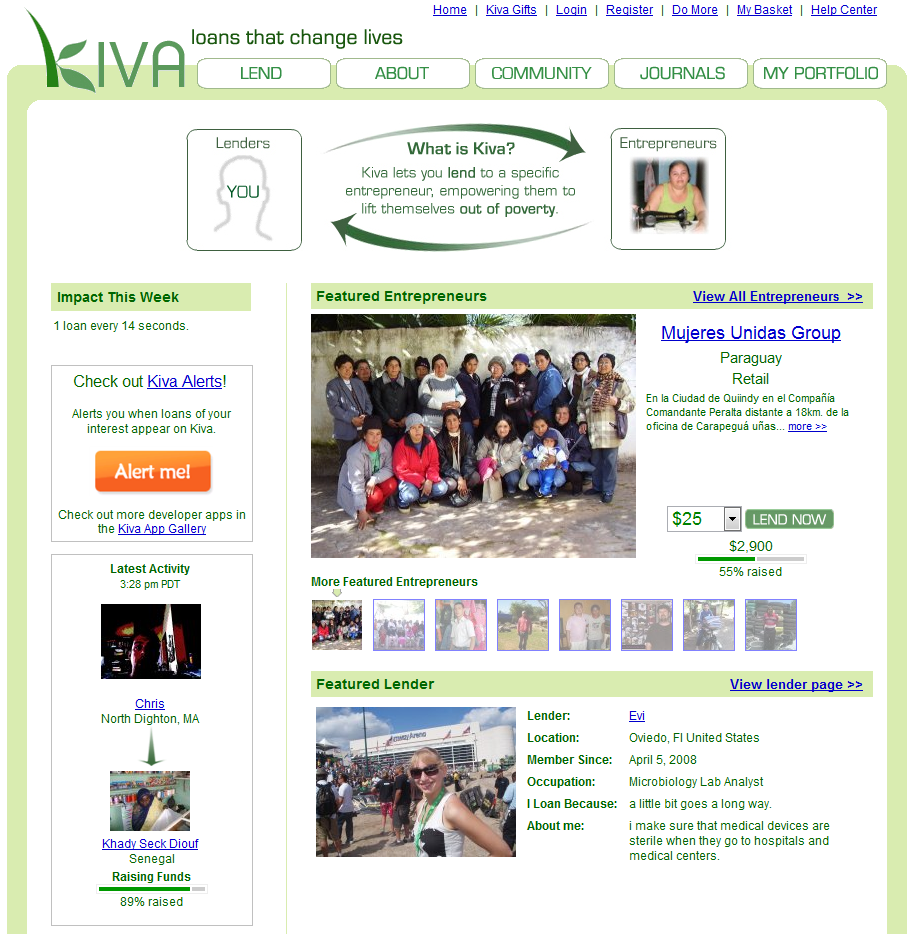 Home | Kiva Gifts | Login | Register | Do More | My Basket | Help Center
KIVA
loans that change lives
LEND ABOUT COMMUNITY JOURNALS MY PORTFOLIO
Lenders
YOU
What is Kiva?
Kiva lets you lend to a specific
entrepreneur, empowering them to
lift themselves out of poverty.
Entrepreneurs
Impact This Week
1 loan every 14 seconds.
Check out Kiva Alerts!
Alerts you when loans of your
interest appear on Kiva.
Alert me!
Check out more developer apps in
the Kiva App Gallery
Latest Activity
3:28 pm PDT
Chris
North Dighton, MA
Khady Seck Diouf
Senegal
Raising Funds
89% raised
Featured Entrepreneurs View All Entrepreneurs >>
Mujeres Unidas Group
Paraguay
Retail
En la Ciudad de Quiindy en el Compañía
Comandante Peralta distante a 18km. de la
oficina de Carapeguá uñas... more >>
$25 LEND NOW
$2,900
55% raised
More Featured Entrepreneurs
Featured Lender View lender page >>
Arena
Lender: Evi
Location: Oviedo, Fl United States
Member Since: April 5, 2008
Occupation: Microbiology Lab Analyst
I Loan Because: a little bit goes a long way.
About me: i make sure that medical devices are
sterile when they go to hospitals and
medical centers.